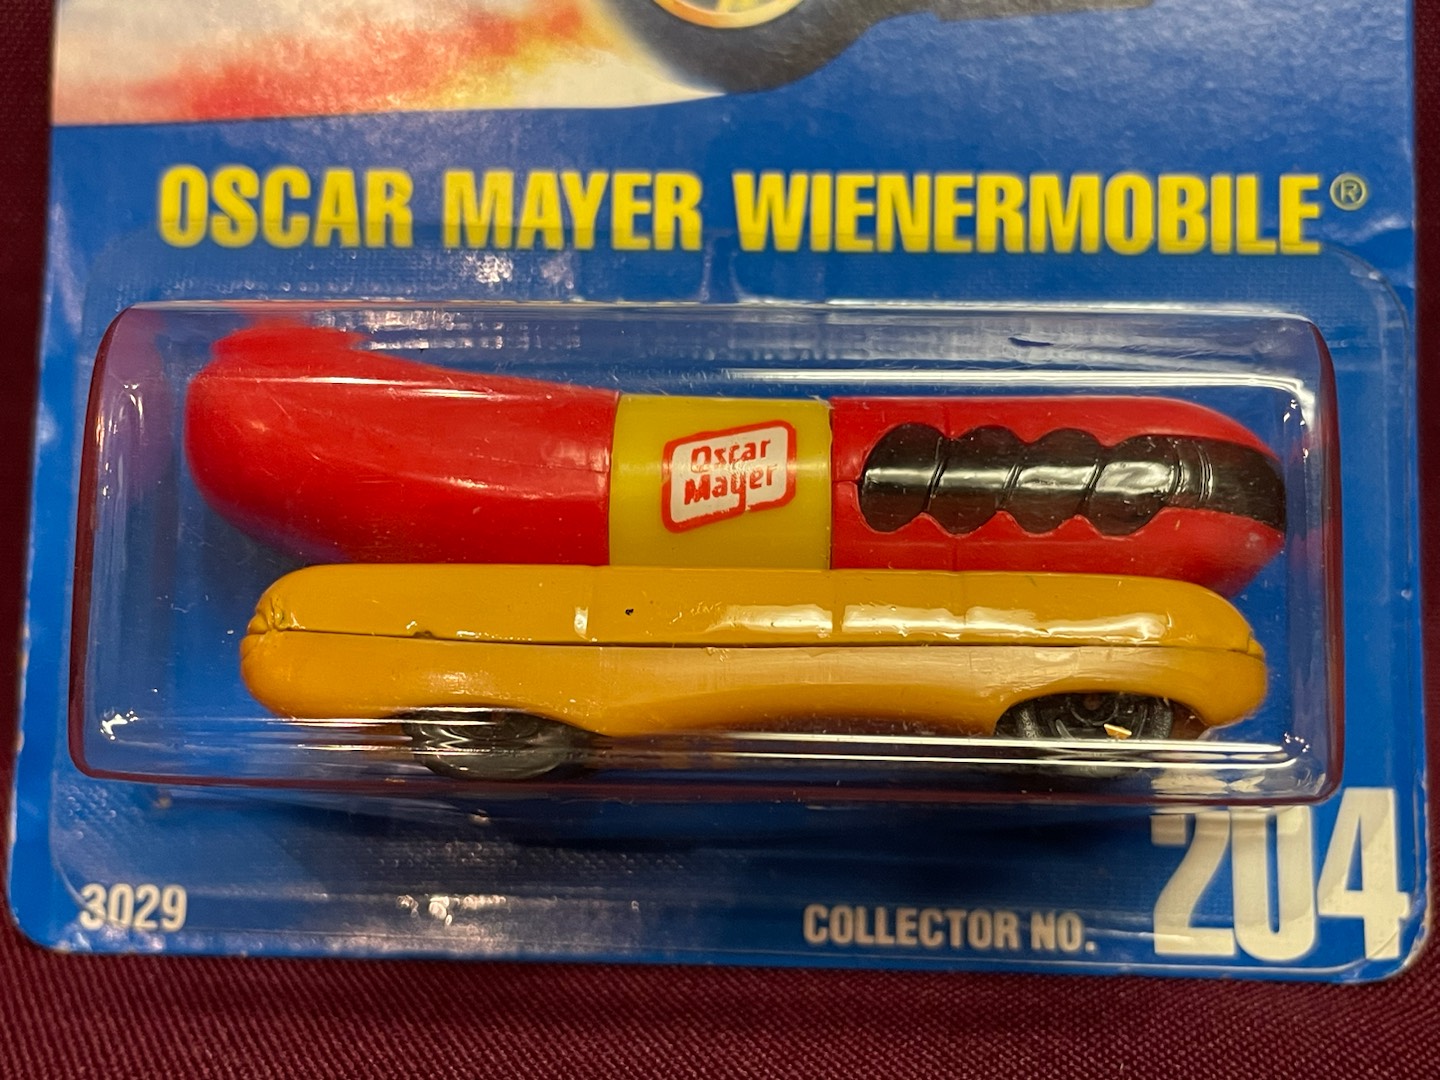 OSCAR MAYER WIENERMOBILE®
Oscar
Mayer
3029
COLLECTOR NO. 204